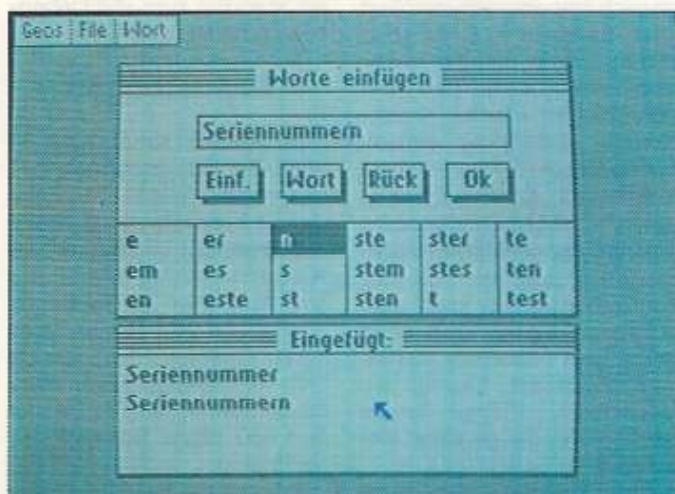 Geos File Wort
Worte einfügen
Seriennummern
Einf. Wort Rück Ok
e er n ste ster te
em es s stem stes ten
en este st sten t test
Eingefügt:
Seriennummer
Seriennummern